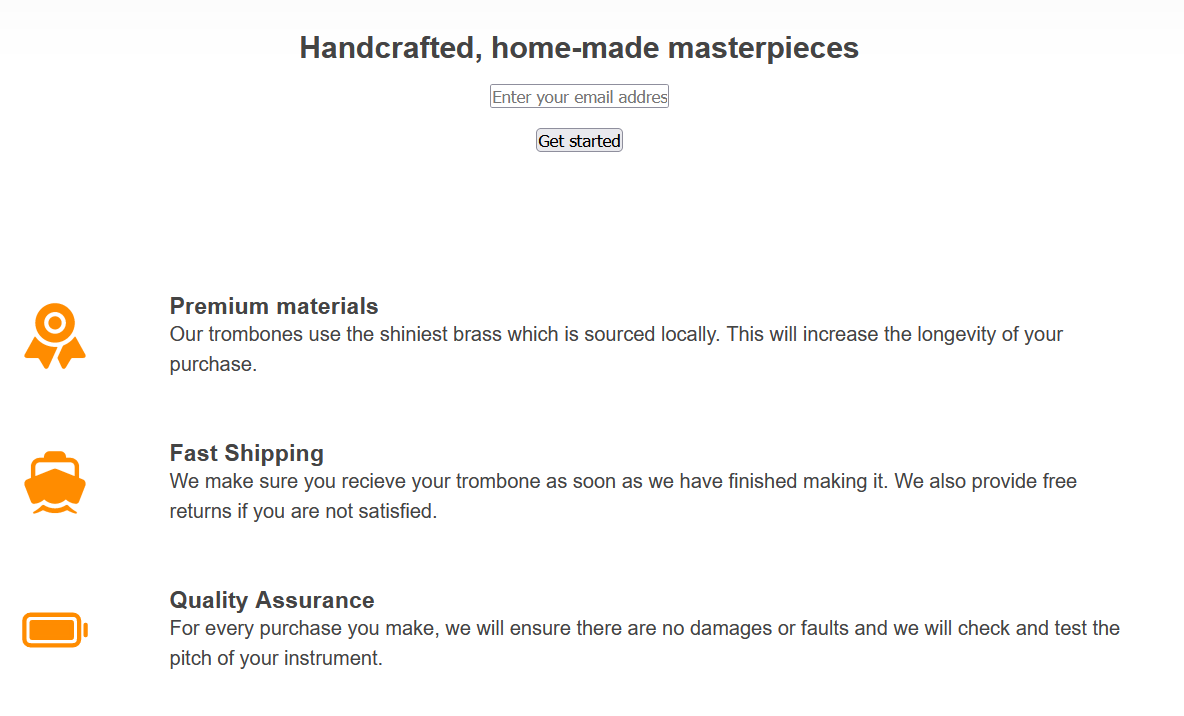 Handcrafted, home-made masterpieces
Enter your email addres
Get started
Premium materials
Our trombones use the shiniest brass which is sourced locally. This will increase the longevity of your
purchase.
Fast Shipping
We make sure you recieve your trombone as soon as we have finished making it. We also provide free
returns if you are not satisfied.
Quality Assurance
For every purchase you make, we will ensure there are no damages or faults and we will check and test the
pitch of your instrument.